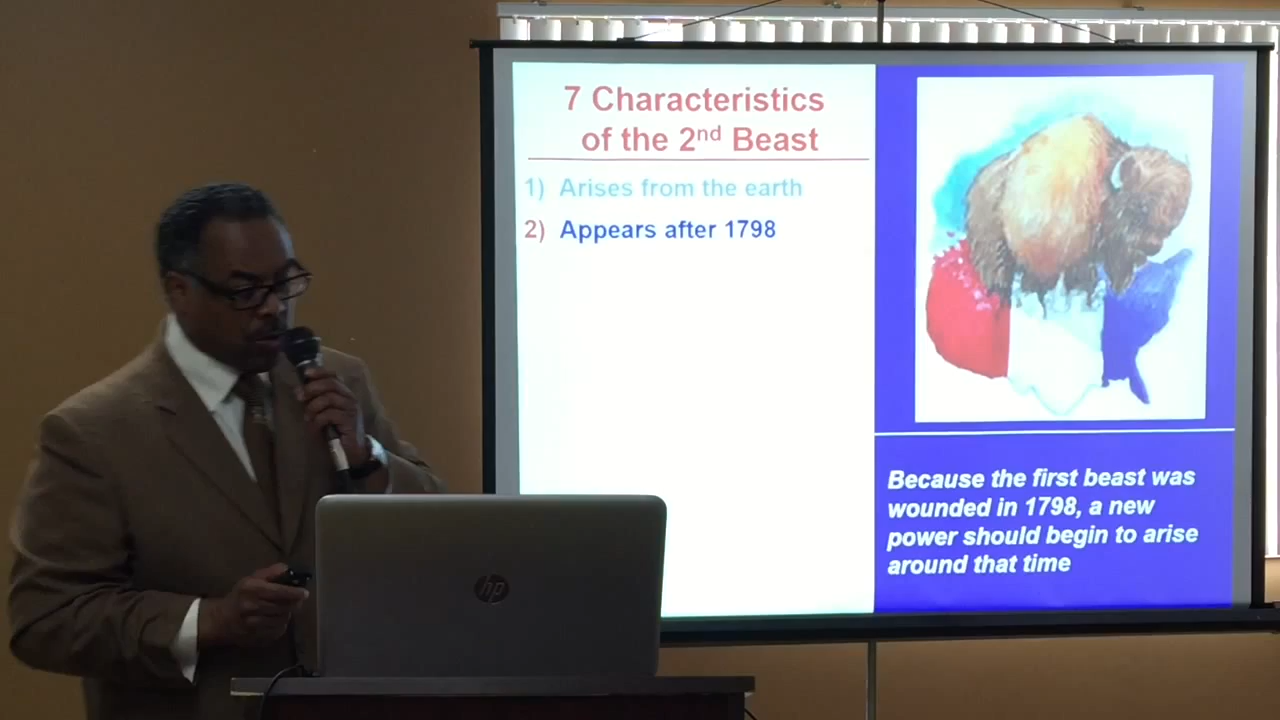 7 Characteristics
of the 2nd Beast
1) Arises from the earth
2) Appears after 1798
Because the first beast was
wounded in 1798, a new
power should begin to arise
around that time
hp